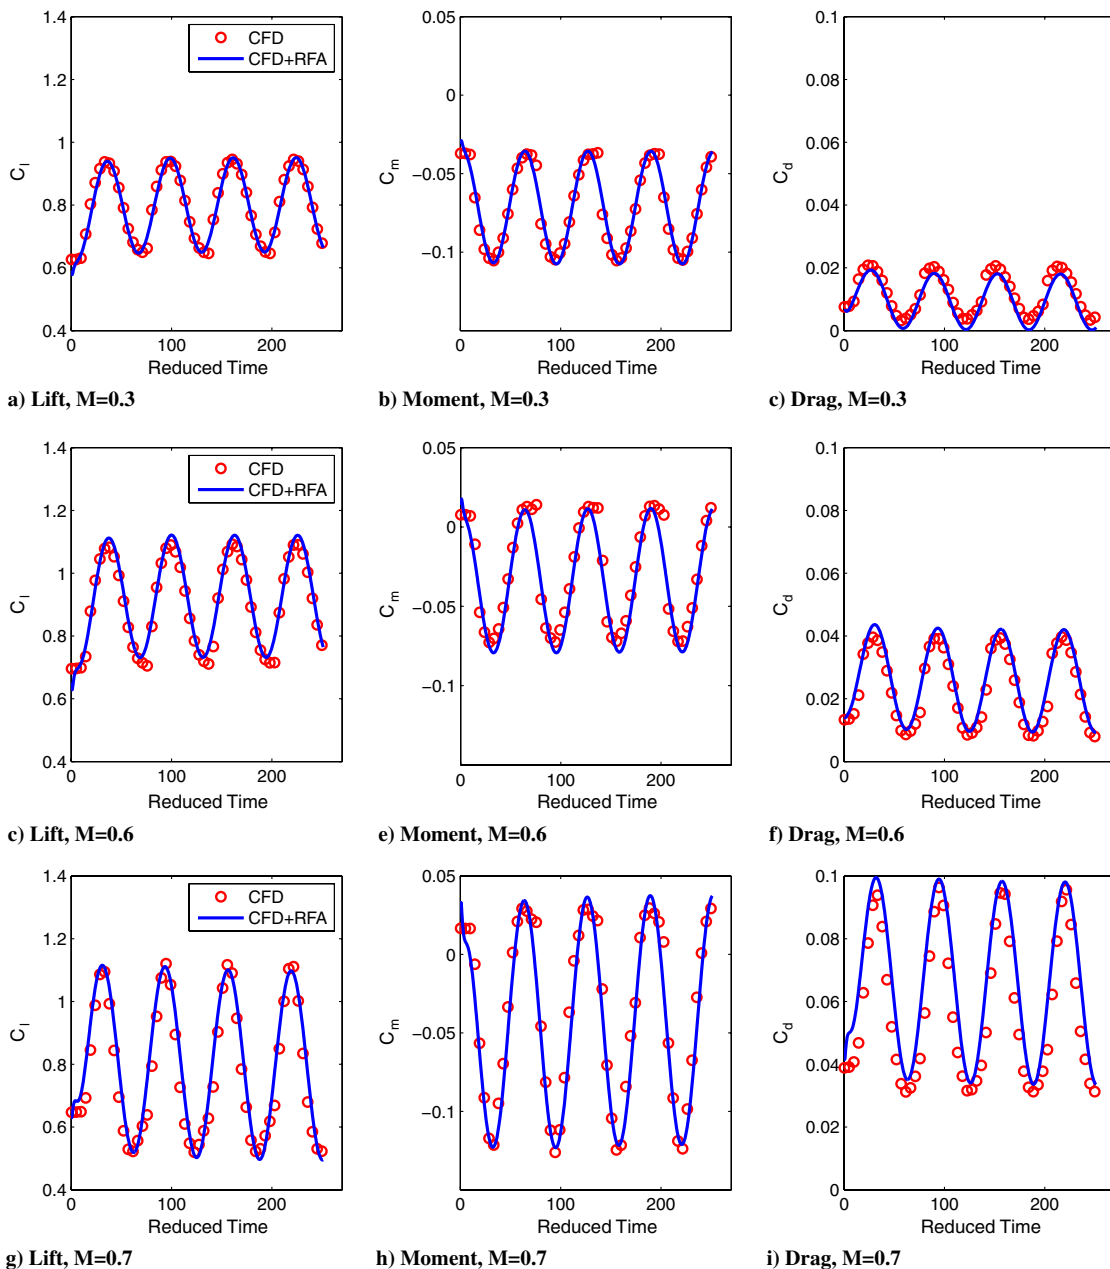 1.4
1.2
1
0.8
0.6
0.4
C_l
CFD
CFD+RFA
0 100 200
Reduced Time
a) Lift, M=0.3
0.05
0
−0.05
−0.1
C_m
0 100 200
Reduced Time
b) Moment, M=0.3
0.1
0.08
0.06
0.04
0.02
0
C_d
0 100 200
Reduced Time
c) Drag, M=0.3
1.4
1.2
1
0.8
0.6
0.4
C_l
CFD
CFD+RFA
0 100 200
Reduced Time
c) Lift, M=0.6
0.05
0
−0.05
−0.1
C_m
0 100 200
Reduced Time
e) Moment, M=0.6
0.1
0.08
0.06
0.04
0.02
0
C_d
0 100 200
Reduced Time
f) Drag, M=0.6
1.4
1.2
1
0.8
0.6
0.4
C_l
CFD
CFD+RFA
0 100 200
Reduced Time
g) Lift, M=0.7
0.05
0
−0.05
−0.1
C_m
0 100 200
Reduced Time
h) Moment, M=0.7
0.1
0.08
0.06
0.04
0.02
0
C_d
0 100 200
Reduced Time
i) Drag, M=0.7